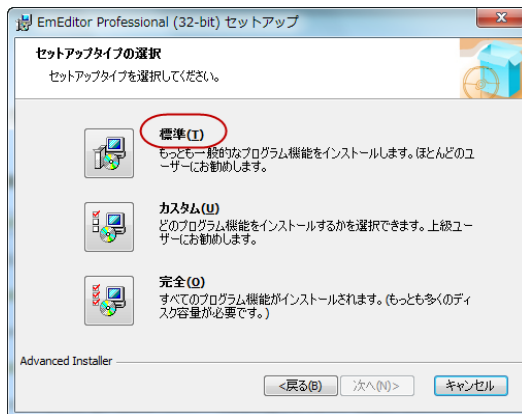 EmEditor Professional (32-bit) セットアップ
セットアップタイプの選択
セットアップタイプを選択してください。
標準(T)
もっとも一般的なプログラム機能をインストールします。ほとんどのユ
ーザーにお勧めします。
カスタム(U)
どのプログラム機能をインストールするかを選択できます。上級ユー
ザーにお勧めします。
完全(O)
すべてのプログラム機能がインストールされます。(もっとも多くのディ
スク容量が必要です。)
Advanced Installer
<戻る(B)
次へ(N)>
キャンセル